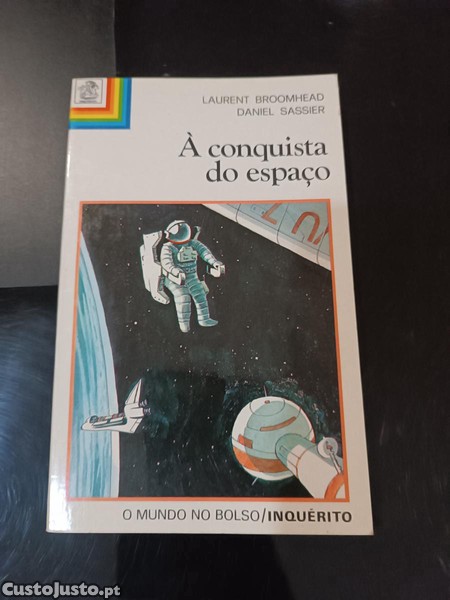 LAURENT BROOMHEAD
DANIEL SASSIER
À conquista
do espaço
O MUNDO NO BOLSO/INQUÉRITO
CustoJusto.pt